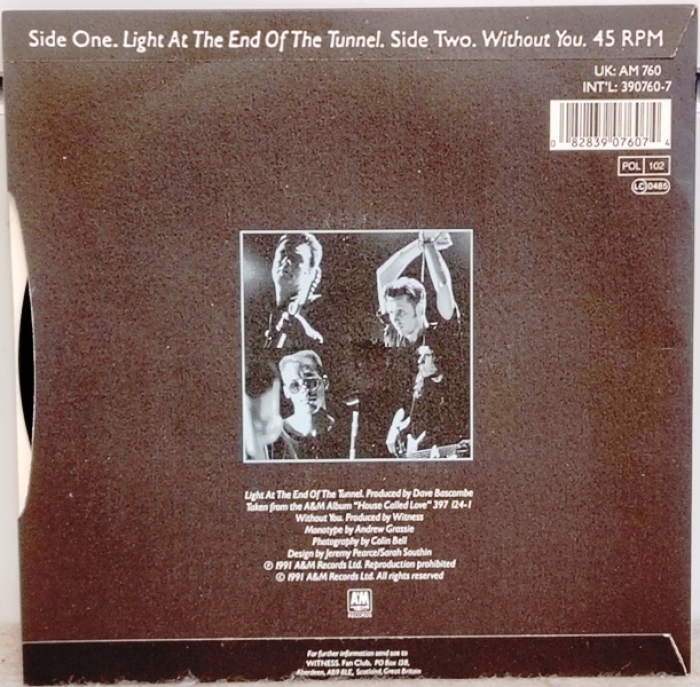 Side One. Light At The End Of The Tunnel. Side Two. Without You. 45 RPM
UK: AM 760
INT'L: 390760-7
0 82839 07607 4
POL 102
LC 0485
Light At The End Of The Tunnel. Produced by Dave Bascombe
Taken from the A&M Album "House Called Love" 397 124-1
Without You. Produced by Witness
Monotype by Andrew Grassie
Photography by Colin Bell
Design by Jeremy Pearce/Sarah Southin
℗ 1991 A&M Records Ltd. Reproduction prohibited
© 1991 A&M Records Ltd. All rights reserved
A&M
RECORDS
For further information send sae to
WITNESS. Fan Club. PO Box 138,
Aberdeen, AB9 8LE, Scotland, Great Britain